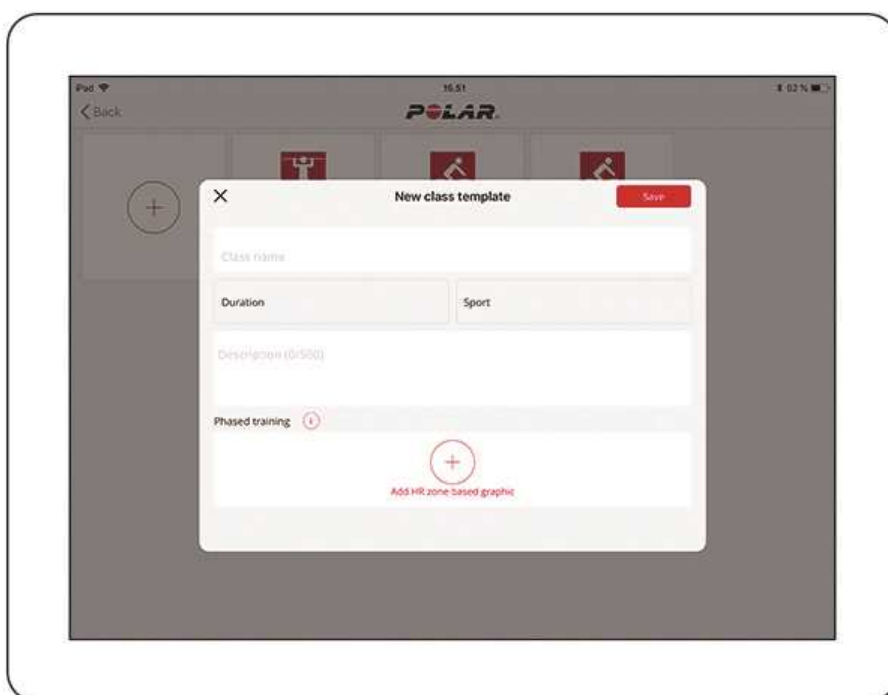 iPad 16.51 62 %
Back POLAR
New class template Save
Class name
Duration Sport
Description (0/500)
Phased training i
Add HR zone based graphic